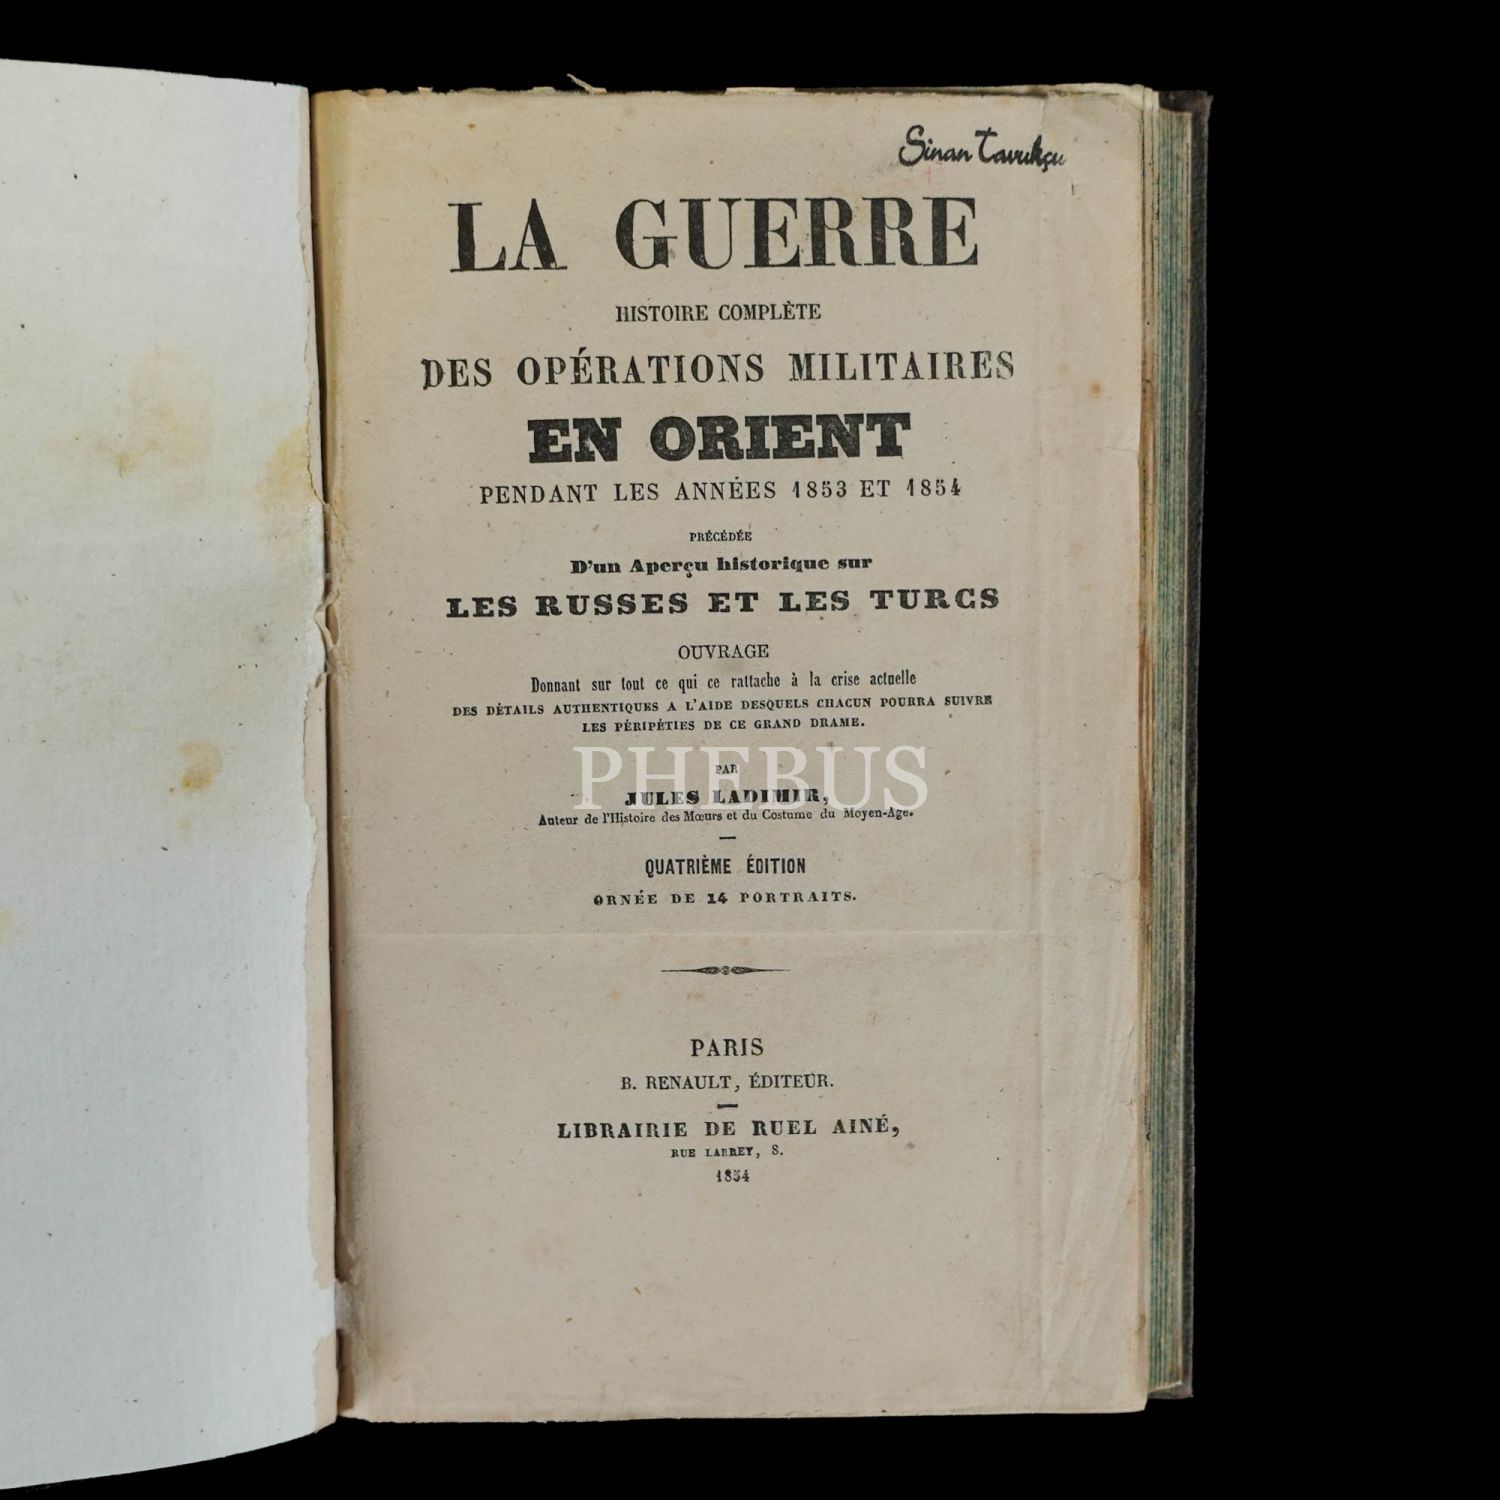 Sinan Tavukçu
LA GUERRE
HISTOIRE COMPLÈTE
DES OPÉRATIONS MILITAIRES
EN ORIENT
PENDANT LES ANNÉES 1853 ET 1854
PRÉCÉDÉE
D'un Aperçu historique sur
LES RUSSES ET LES TURCS
OUVRAGE
Donnant sur tout ce qui ce rattache à la crise actuelle
DES DÉTAILS AUTHENTIQUES A L'AIDE DESQUELS CHACUN POURRA SUIVRE
LES PÉRIPÉTIES DE CE GRAND DRAME.
PHEBUS
PAR
JULES LADIMIR,
Auteur de l'Histoire des Mœurs et du Costume du Moyen-Age.
QUATRIÈME ÉDITION
ORNÉE DE 14 PORTRAITS.
PARIS
B. RENAULT, ÉDITEUR.
LIBRAIRIE DE RUEL AINÉ,
RUE LARREY, 8.
1854